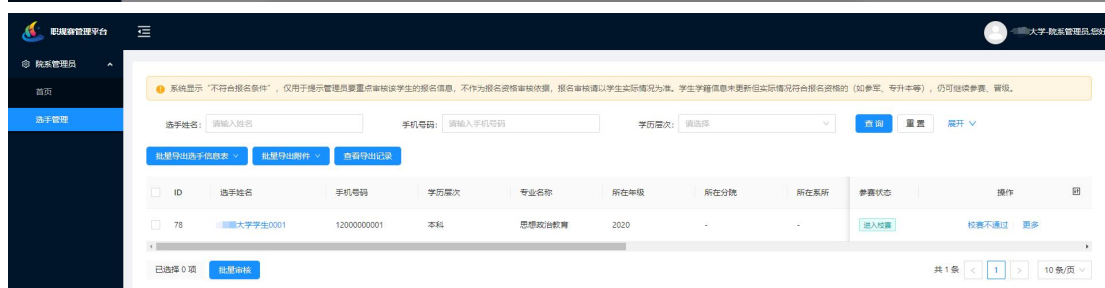 职规赛管理平台
大学-院系管理员,您好
院系管理员
首页
选手管理
系统显示“不符合报名条件”，仅用于提示管理员要重点审核该学生的报名信息，不作为报名资格审核依据，报名审核请以学生实际情况为准。学生学籍信息未更新但实际情况符合报名资格的（如参军、专升本等），仍可继续参赛、晋级。
选手姓名: 请输入姓名 手机号码: 请输入手机号码 学历层次: 请选择 查询 重置 展开
批量导出选手信息表 批量导出附件 查看导出记录
ID 选手姓名 手机号码 学历层次 专业名称 所在年级 所在分院 所在系所 参赛状态 操作
78 大学学生0001 12000000001 本科 思想政治教育 2020 - - 进入校赛 校赛不通过 更多
已选择 0 项 批量审核 共 1 条 < 1 > 10 条/页